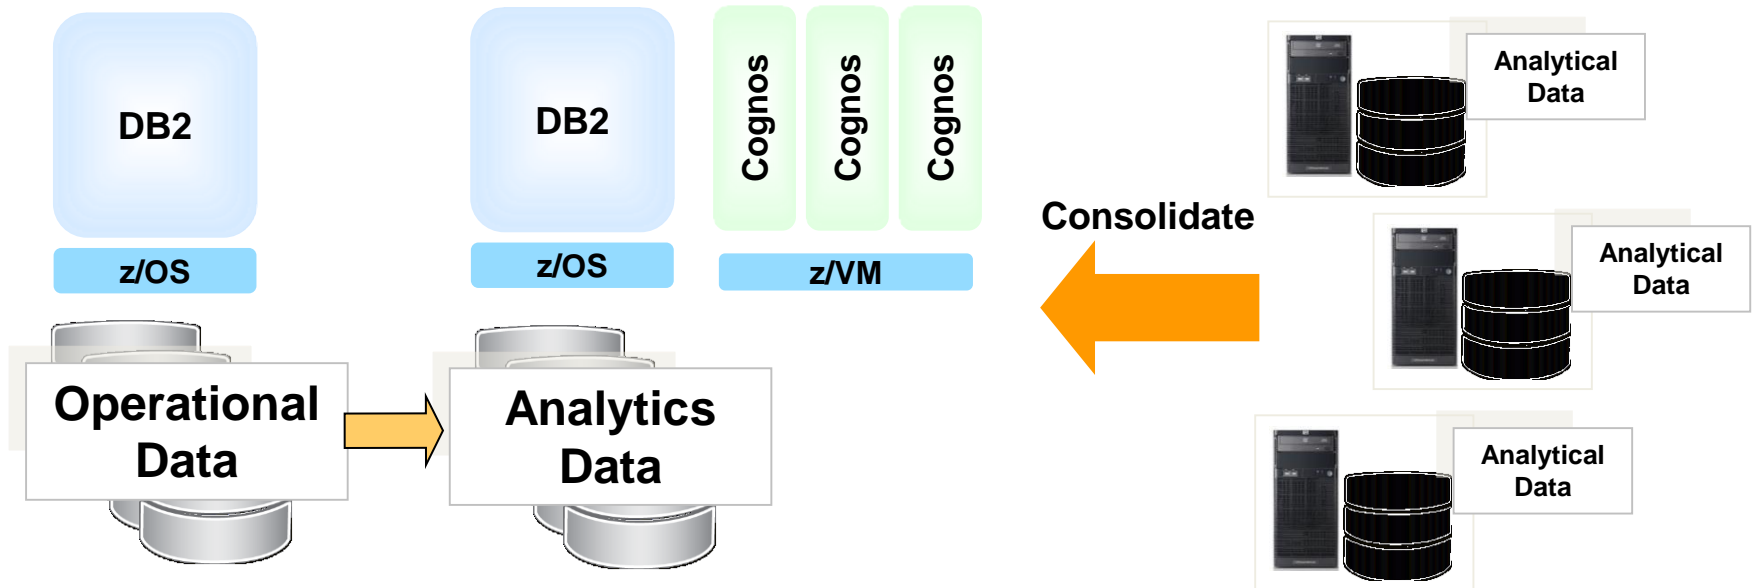 DB2
z/OS
Operational
Data
DB2
z/OS
Analytics
Data
Cognos
Cognos
Cognos
z/VM
Consolidate
Analytical
Data
Analytical
Data
Analytical
Data